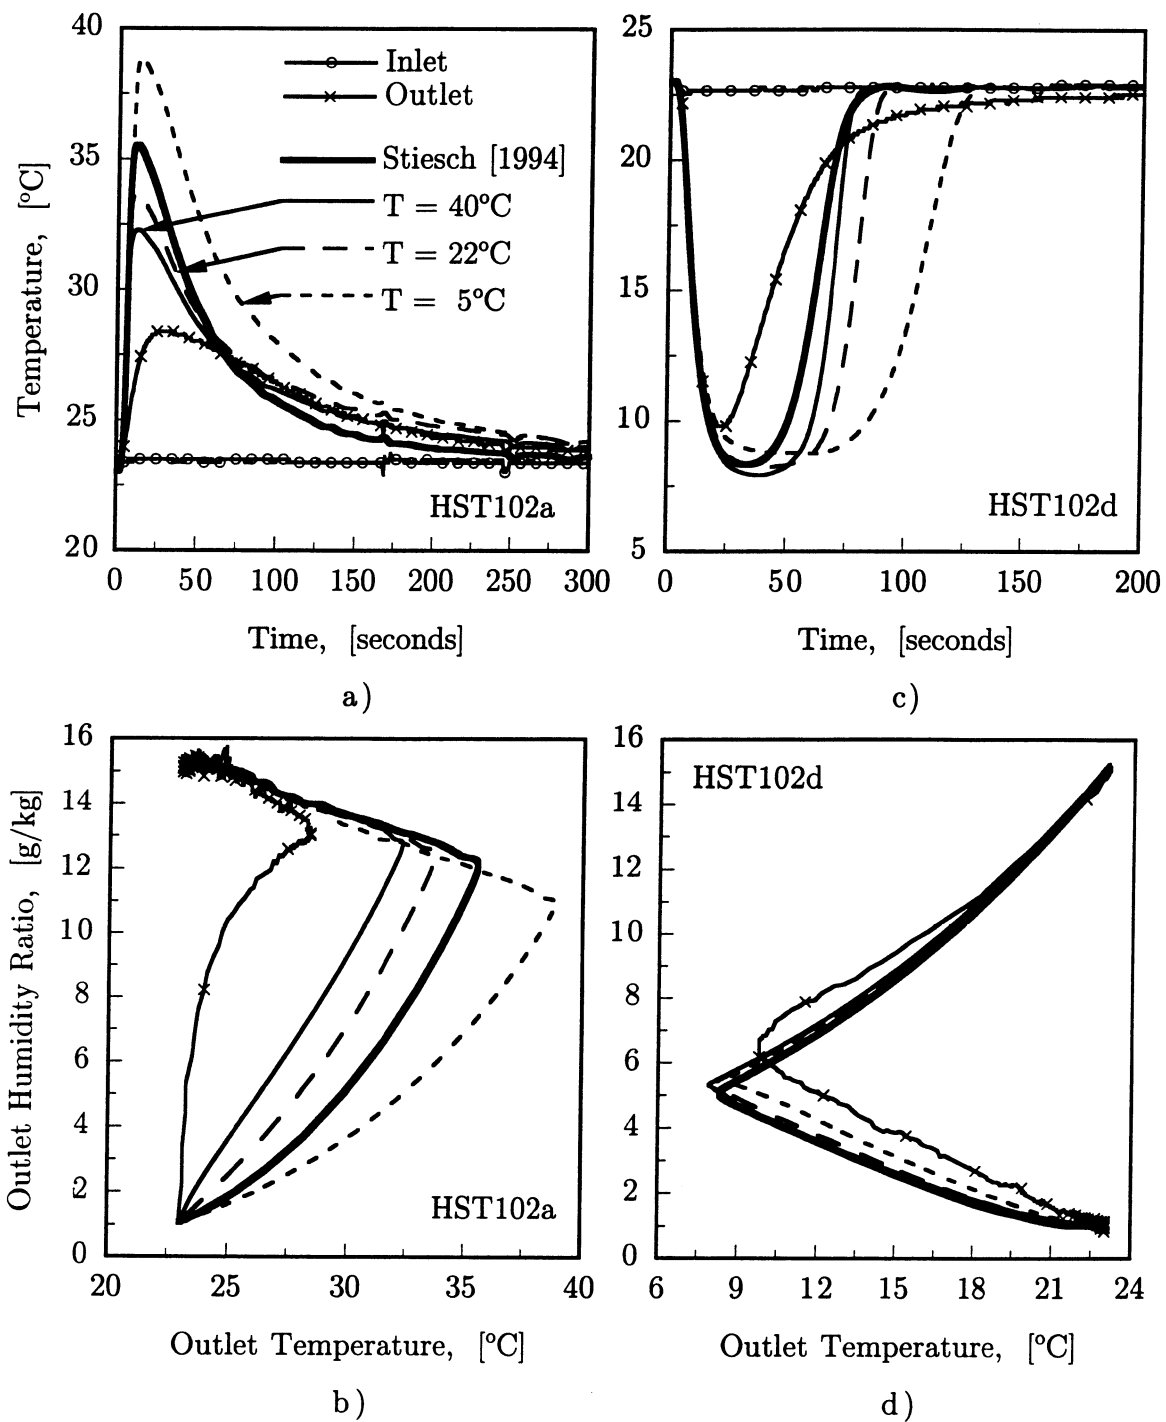 40
35
30
25
20
Temperature, [°C]
Inlet
Outlet
Stiesch [1994]
T = 40°C
T = 22°C
T = 5°C
HST102a
0 50 100 150 200 250 300
Time, [seconds]
a)
25
20
15
10
5
HST102d
0 50 100 150 200
Time, [seconds]
c)
16
14
12
10
8
6
4
2
0
Outlet Humidity Ratio, [g/kg]
HST102a
20 25 30 35 40
Outlet Temperature, [°C]
b)
16
14
12
10
8
6
4
2
0
HST102d
6 9 12 15 18 21 24
Outlet Temperature, [°C]
d)